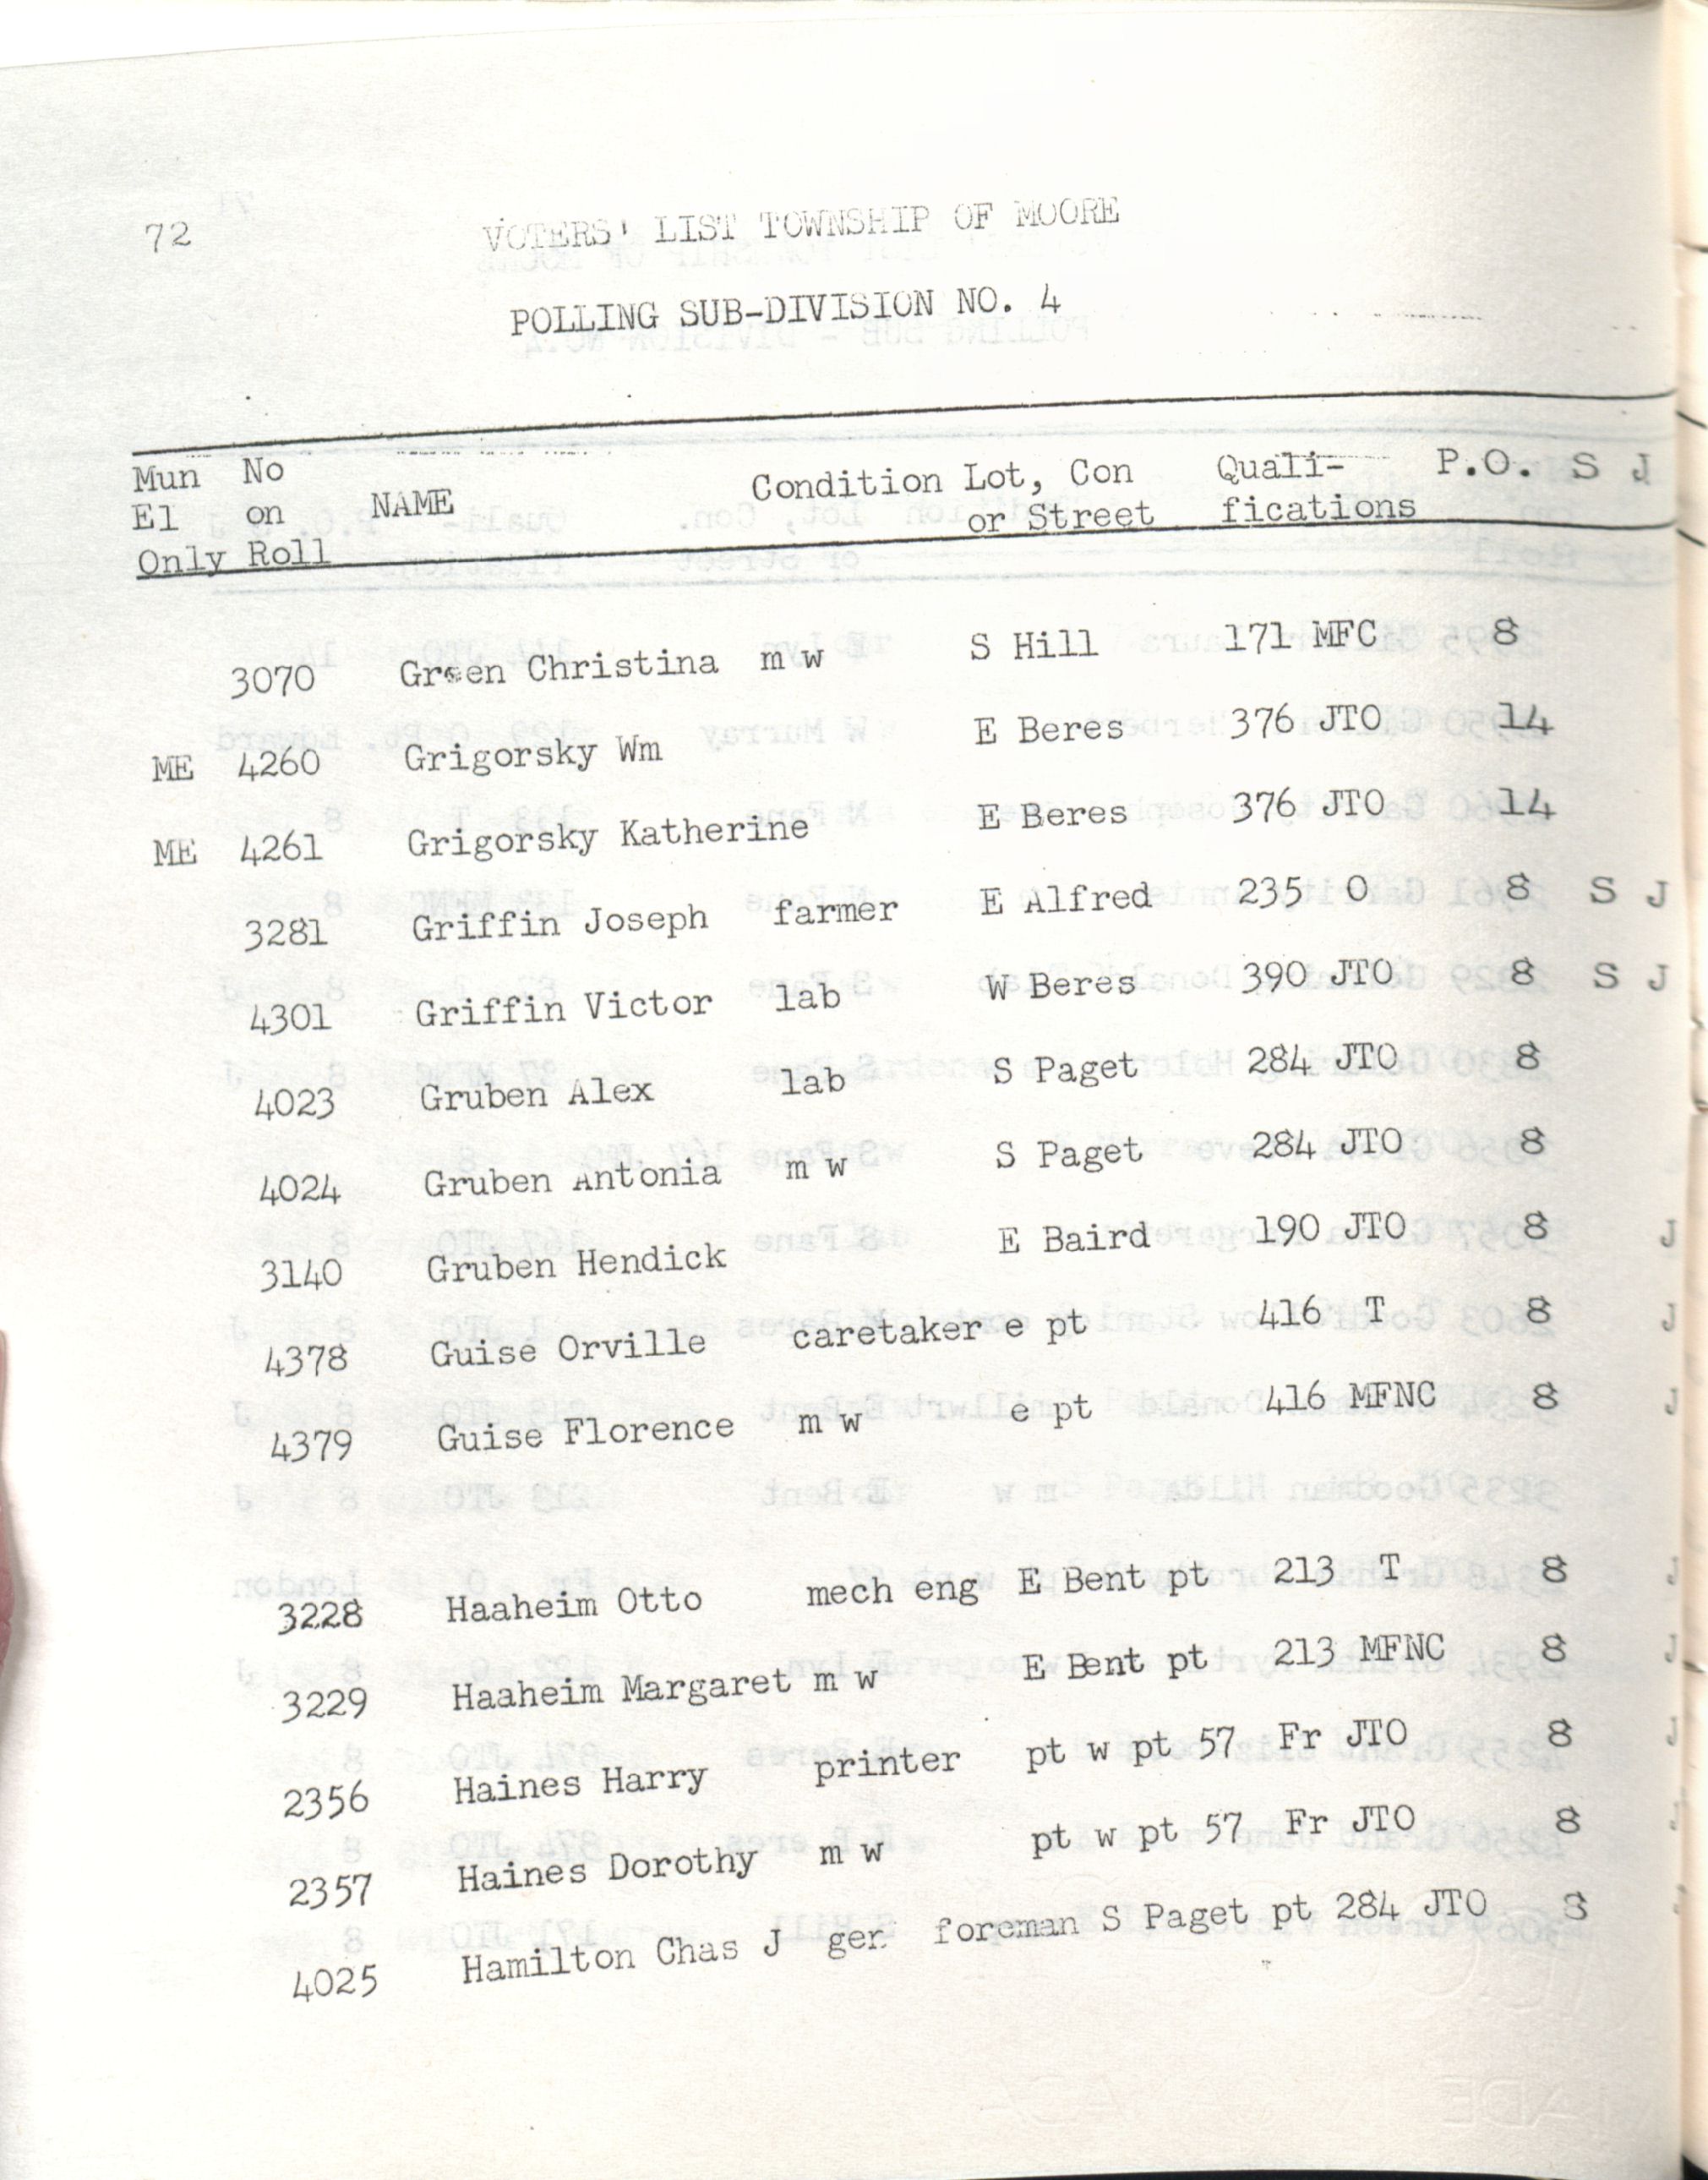 72 VOTERS' LIST TOWNSHIP OF MOORE
POLLING SUB-DIVISION NO. 4
Mun No NAME Condition Lot, Con Quali- P.O. S J
El on or Street fications
Only Roll
3070 Green Christina m w S Hill 171 MFC 8
ME 4260 Grigorsky Wm E Beres 376 JTO 14
ME 4261 Grigorsky Katherine E Beres 376 JTO 14
3281 Griffin Joseph farmer E Alfred 235 O 8 S J
4301 Griffin Victor lab W Beres 390 JTO 8 S J
4023 Gruben Alex lab S Paget 284 JTO 8
4024 Gruben Antonia m w S Paget 284 JTO 8
3140 Gruben Hendick E Baird 190 JTO 8 J
4378 Guise Orville caretaker e pt 416 T 8 J
4379 Guise Florence m w e pt 416 MFNC 8 J
3228 Haaheim Otto mech eng E Bent pt 213 T 8 J
3229 Haaheim Margaret m w E Bent pt 213 MFNC 8 J
2356 Haines Harry printer pt w pt 57 Fr JTO 8 J
2357 Haines Dorothy m w pt w pt 57 Fr JTO 8 J
4025 Hamilton Chas J gen foreman S Paget pt 284 JTO 8 J